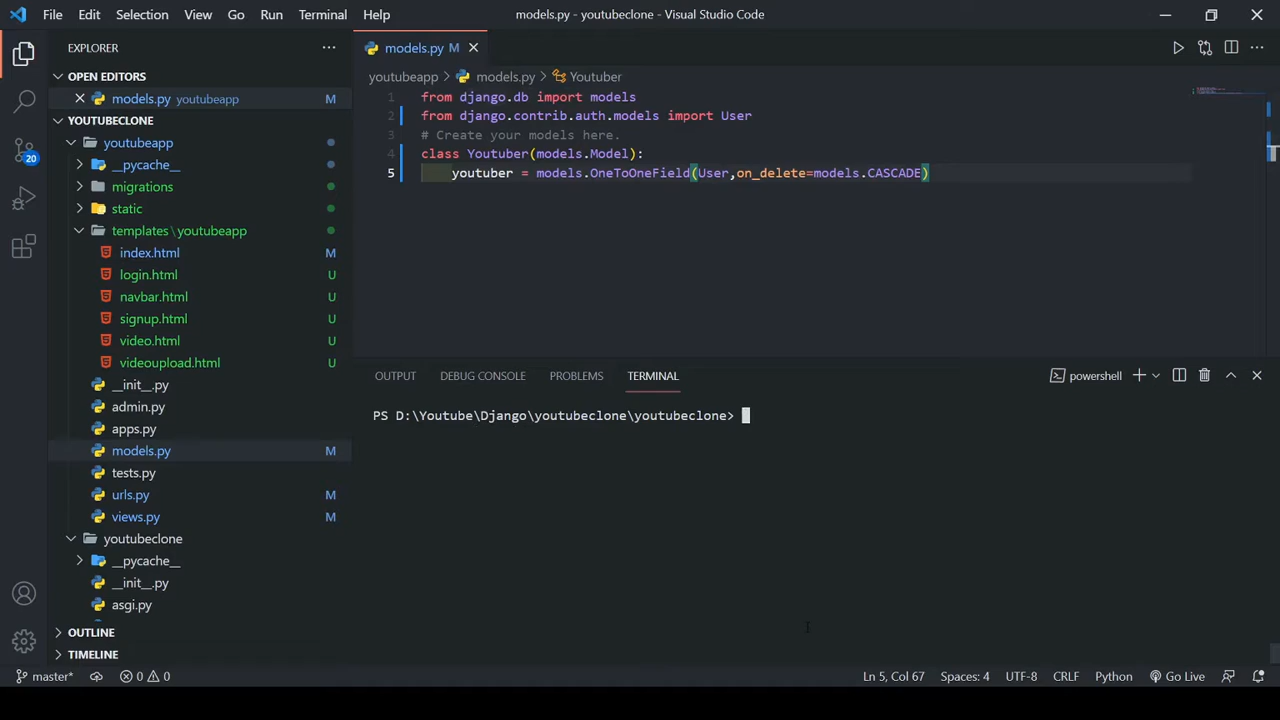 File Edit Selection View Go Run Terminal Help models.py - youtubeclone - Visual Studio Code
EXPLORER
OPEN EDITORS
models.py youtubeapp M
YOUTUBECLONE
youtubeapp
__pycache__
migrations
static
templates\youtubeapp
index.html M
login.html U
navbar.html U
signup.html U
video.html U
videoupload.html U
__init__.py
admin.py
apps.py
models.py M
tests.py
urls.py M
views.py M
youtubeclone
__pycache__
__init__.py
asgi.py
OUTLINE
TIMELINE
20
models.py M
youtubeapp > models.py > Youtuber
1 from django.db import models
2 from django.contrib.auth.models import User
3 # Create your models here.
4 class Youtuber(models.Model):
5 youtuber = models.OneToOneField(User,on_delete=models.CASCADE)
OUTPUT DEBUG CONSOLE PROBLEMS TERMINAL powershell
PS D:\Youtube\Django\youtubeclone\youtubeclone>
master* 0 0 Ln 5, Col 67 Spaces: 4 UTF-8 CRLF Python Go Live